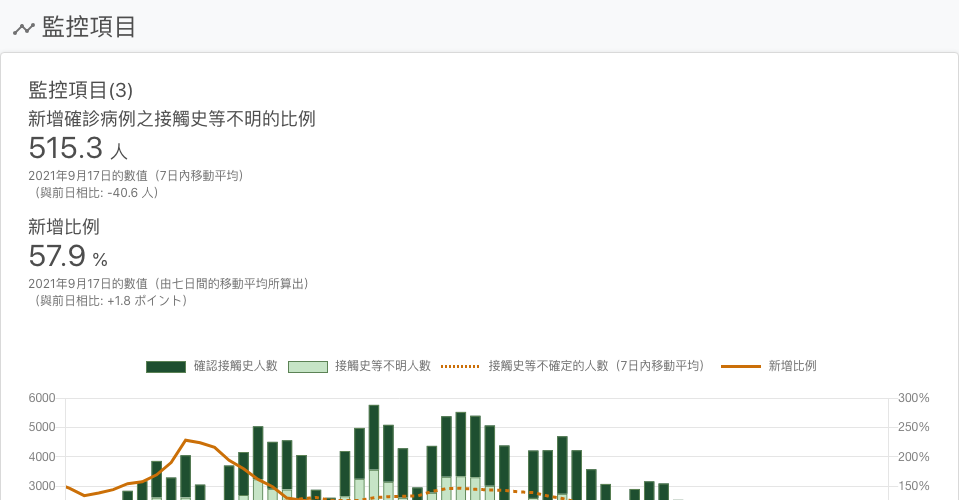 監控項目
監控項目(3)
新增確診病例之接觸史等不明的比例
515.3 人
2021年9月17日的數值（7日內移動平均）
（與前日相比: -40.6 人）
新增比例
57.9 %
2021年9月17日的數值（由七日間的移動平均所算出）
（與前日相比: +1.8 ポイント）
確認接觸史人數 接觸史等不明人數 接觸史等不確定的人數（7日內移動平均） 新增比例
6000 300%
5000 250%
4000 200%
3000 150%